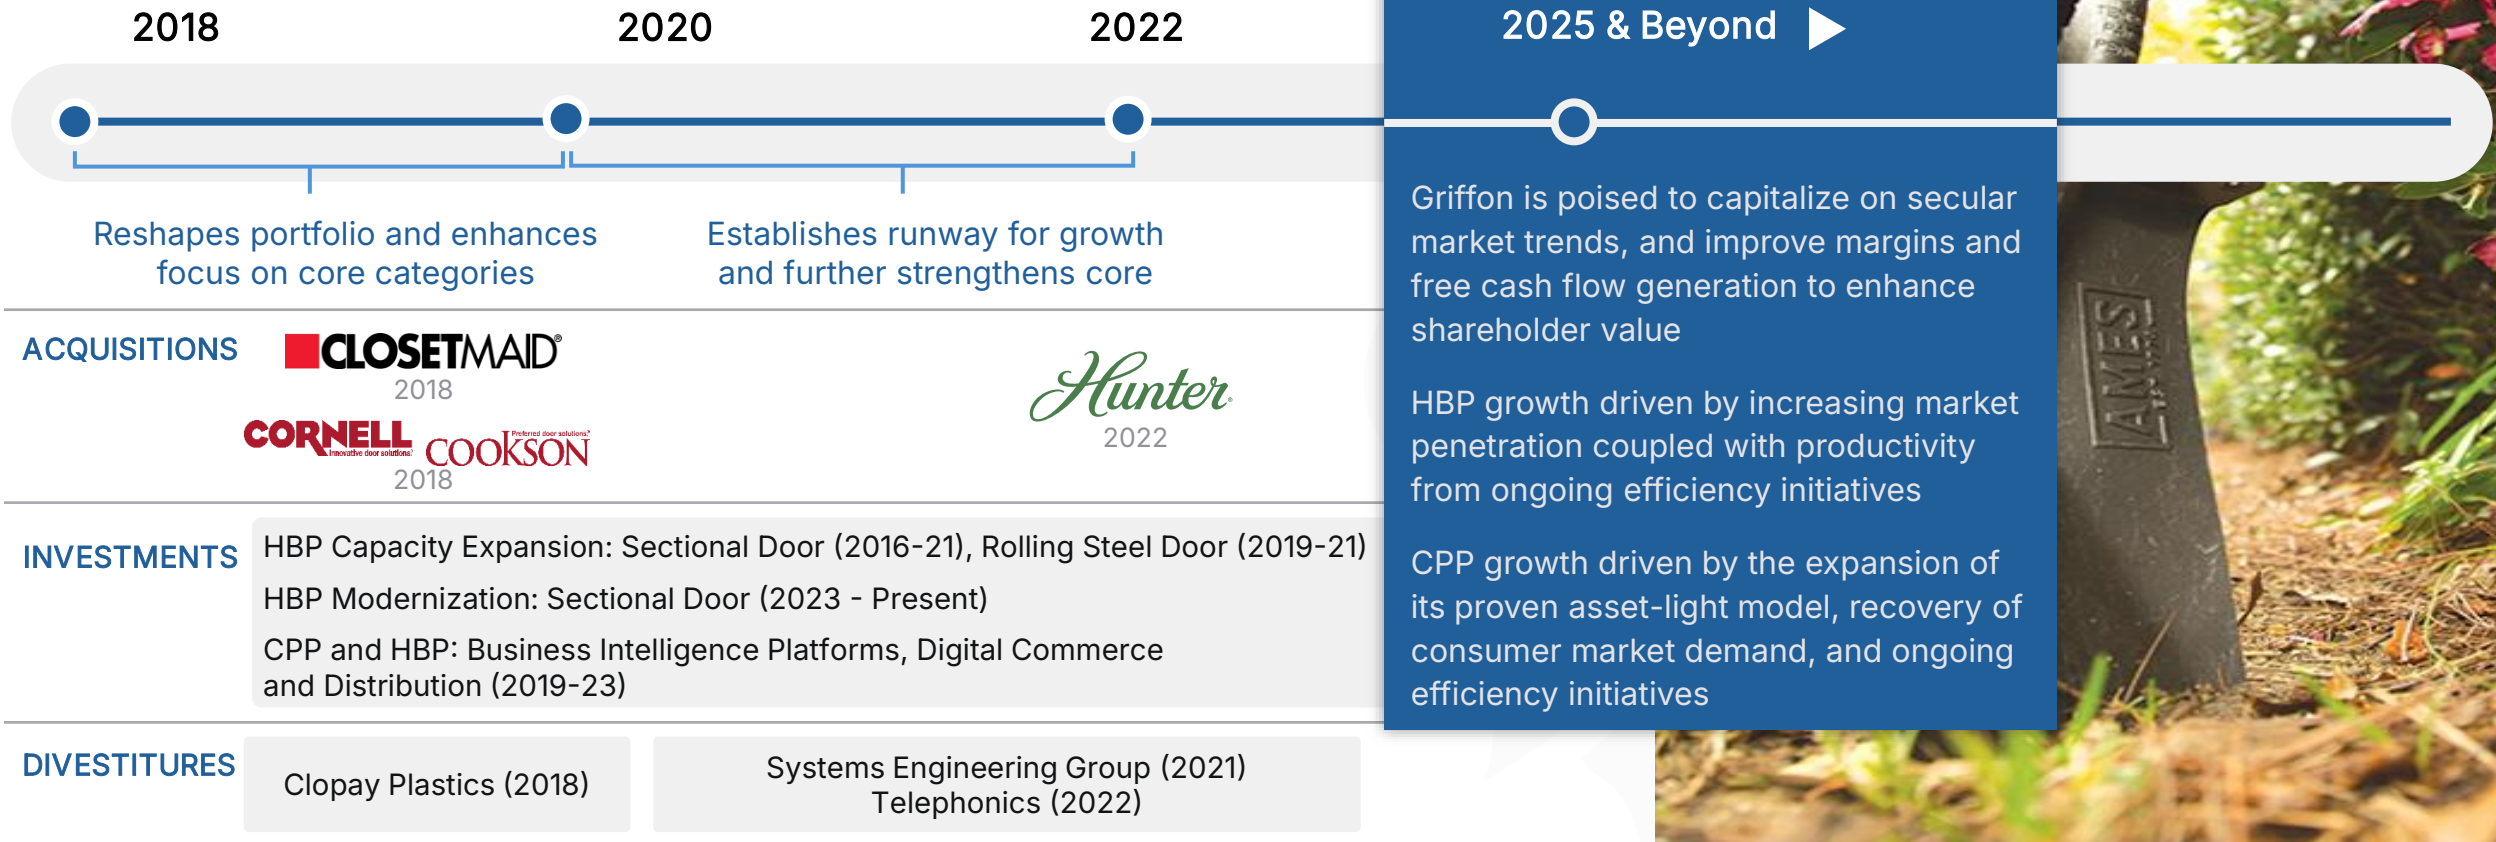 2018
2020
2022
2025 & Beyond
Reshapes portfolio and enhances
focus on core categories
Establishes runway for growth
and further strengthens core
ACQUISITIONS
CLOSETMAID®
2018
CORNELL
Innovative door solutions.
Preferred door solutions.
COOKSON
2018
Hunter
2022
INVESTMENTS
HBP Capacity Expansion: Sectional Door (2016-21), Rolling Steel Door (2019-21)
HBP Modernization: Sectional Door (2023 - Present)
CPP and HBP: Business Intelligence Platforms, Digital Commerce
and Distribution (2019-23)
DIVESTITURES
Clopay Plastics (2018)
Systems Engineering Group (2021)
Telephonics (2022)
Griffon is poised to capitalize on secular
market trends, and improve margins and
free cash flow generation to enhance
shareholder value
HBP growth driven by increasing market
penetration coupled with productivity
from ongoing efficiency initiatives
CPP growth driven by the expansion of
its proven asset-light model, recovery of
consumer market demand, and ongoing
efficiency initiatives
AMES